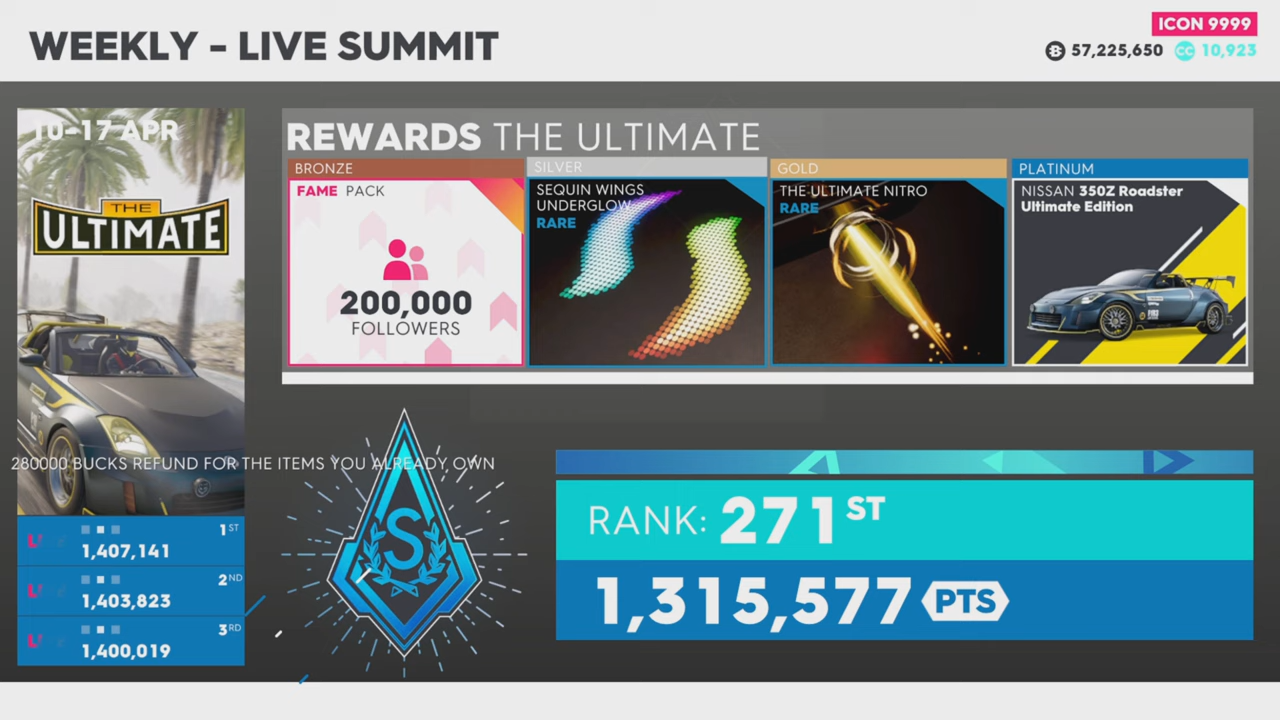 WEEKLY - LIVE SUMMIT
ICON 9999
57,225,650 CC 10,923
10-17 APR
THE
ULTIMATE
REWARDS THE ULTIMATE
BRONZE
FAME PACK
200,000
FOLLOWERS
SILVER
SEQUIN WINGS
UNDERGLOW
RARE
GOLD
THE ULTIMATE NITRO
RARE
PLATINUM
NISSAN 350Z Roadster
Ultimate Edition
280000 BUCKS REFUND FOR THE ITEMS YOU ALREADY OWN
1ST
1,407,141
2ND
1,403,823
3RD
1,400,019
S
RANK: 271ST
1,315,577 PTS